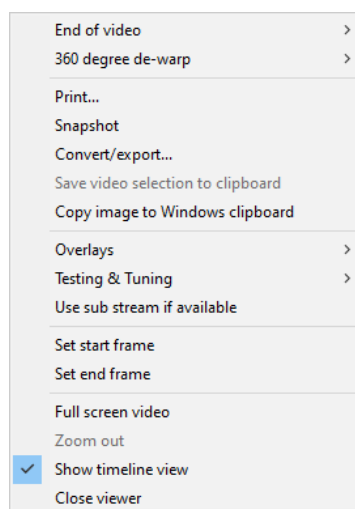 End of video
360 degree de-warp
Print...
Snapshot
Convert/export...
Save video selection to clipboard
Copy image to Windows clipboard
Overlays
Testing & Tuning
Use sub stream if available
Set start frame
Set end frame
Full screen video
Zoom out
Show timeline view
Close viewer